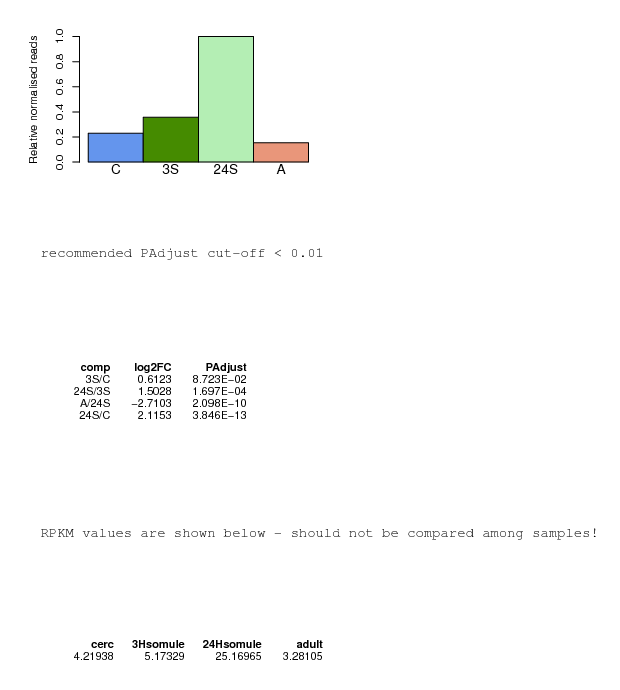 Relative normalised reads
1.0
0.8
0.6
0.4
0.2
0.0
C 3S 24S A
recommended PAdjust cut-off < 0.01
comp log2FC PAdjust
3S/C 0.6123 8.723E−02
24S/3S 1.5028 1.697E−04
A/24S −2.7103 2.098E−10
24S/C 2.1153 3.846E−13
RPKM values are shown below - should not be compared among samples!
cerc 3Hsomule 24Hsomule adult
4.21938 5.17329 25.16965 3.28105